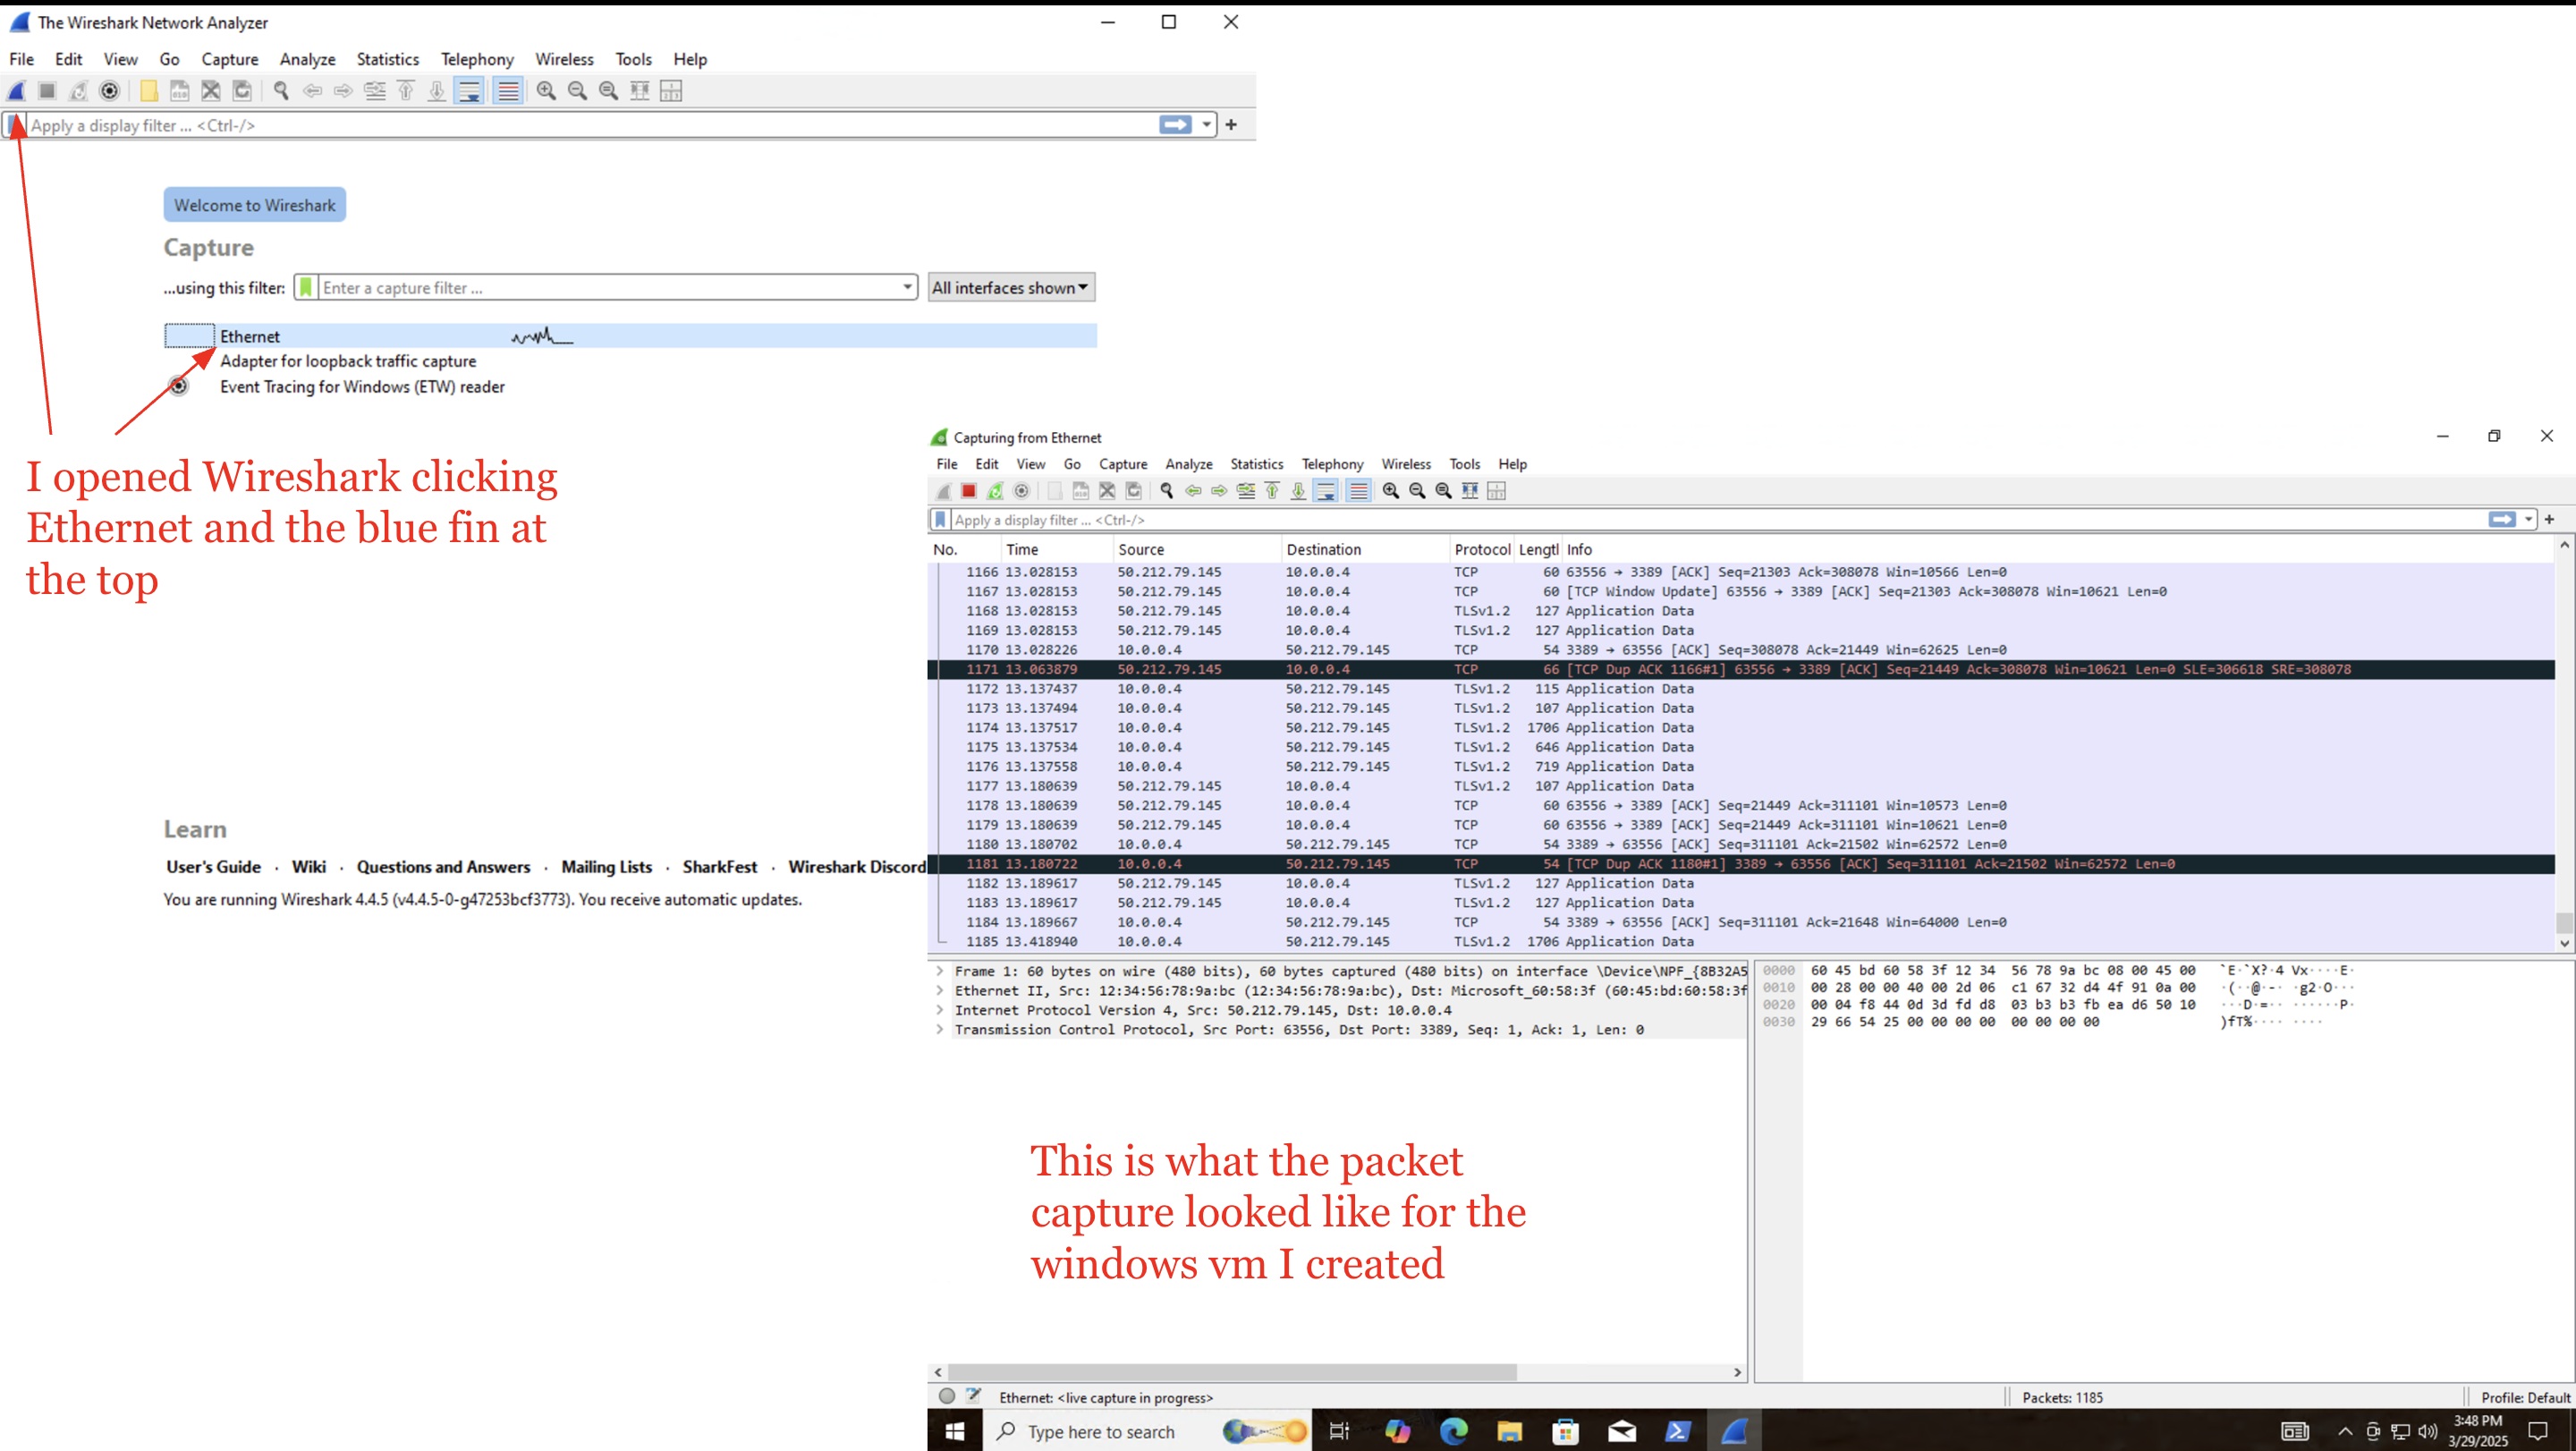 The Wireshark Network Analyzer
File Edit View Go Capture Analyze Statistics Telephony Wireless Tools Help
Apply a display filter ... <Ctrl-/>
Welcome to Wireshark
Capture
...using this filter: Enter a capture filter ... All interfaces shown
Ethernet
Adapter for loopback traffic capture
Event Tracing for Windows (ETW) reader
I opened Wireshark clicking
Ethernet and the blue fin at
the top
Learn
User's Guide · Wiki · Questions and Answers · Mailing Lists · SharkFest · Wireshark Discord
You are running Wireshark 4.4.5 (v4.4.5-0-g47253bcf3773). You receive automatic updates.
Capturing from Ethernet
File Edit View Go Capture Analyze Statistics Telephony Wireless Tools Help
Apply a display filter ... <Ctrl-/>
No. Time Source Destination Protocol Lengtl Info
1166 13.028153 50.212.79.145 10.0.0.4 TCP 60 63556 → 3389 [ACK] Seq=21303 Ack=308078 Win=10566 Len=0
1167 13.028153 50.212.79.145 10.0.0.4 TCP 60 [TCP Window Update] 63556 → 3389 [ACK] Seq=21303 Ack=308078 Win=10621 Len=0
1168 13.028153 50.212.79.145 10.0.0.4 TLSv1.2 127 Application Data
1169 13.028153 50.212.79.145 10.0.0.4 TLSv1.2 127 Application Data
1170 13.028226 10.0.0.4 50.212.79.145 TCP 54 3389 → 63556 [ACK] Seq=308078 Ack=21449 Win=62625 Len=0
1171 13.063879 50.212.79.145 10.0.0.4 TCP 66 [TCP Dup ACK 1166#1] 63556 → 3389 [ACK] Seq=21449 Ack=308078 Win=10621 Len=0 SLE=306618 SRE=308078
1172 13.137437 10.0.0.4 50.212.79.145 TLSv1.2 115 Application Data
1173 13.137494 10.0.0.4 50.212.79.145 TLSv1.2 107 Application Data
1174 13.137517 10.0.0.4 50.212.79.145 TLSv1.2 1706 Application Data
1175 13.137534 10.0.0.4 50.212.79.145 TLSv1.2 646 Application Data
1176 13.137558 10.0.0.4 50.212.79.145 TLSv1.2 719 Application Data
1177 13.180639 50.212.79.145 10.0.0.4 TLSv1.2 107 Application Data
1178 13.180639 50.212.79.145 10.0.0.4 TCP 60 63556 → 3389 [ACK] Seq=21449 Ack=311101 Win=10573 Len=0
1179 13.180639 50.212.79.145 10.0.0.4 TCP 60 63556 → 3389 [ACK] Seq=21449 Ack=311101 Win=10621 Len=0
1180 13.180702 10.0.0.4 50.212.79.145 TCP 54 3389 → 63556 [ACK] Seq=311101 Ack=21502 Win=62572 Len=0
1181 13.180722 10.0.0.4 50.212.79.145 TCP 54 [TCP Dup ACK 1180#1] 3389 → 63556 [ACK] Seq=311101 Ack=21502 Win=62572 Len=0
1182 13.189617 50.212.79.145 10.0.0.4 TLSv1.2 127 Application Data
1183 13.189617 50.212.79.145 10.0.0.4 TLSv1.2 127 Application Data
1184 13.189667 10.0.0.4 50.212.79.145 TCP 54 3389 → 63556 [ACK] Seq=311101 Ack=21648 Win=64000 Len=0
1185 13.418940 10.0.0.4 50.212.79.145 TLSv1.2 1706 Application Data
Frame 1: 60 bytes on wire (480 bits), 60 bytes captured (480 bits) on interface \Device\NPF_{8B32A5
Ethernet II, Src: 12:34:56:78:9a:bc (12:34:56:78:9a:bc), Dst: Microsoft_60:58:3f (60:45:bd:60:58:3f
Internet Protocol Version 4, Src: 50.212.79.145, Dst: 10.0.0.4
Transmission Control Protocol, Src Port: 63556, Dst Port: 3389, Seq: 1, Ack: 1, Len: 0
0000 60 45 bd 60 58 3f 12 34 56 78 9a bc 08 00 45 00 `E·`X?·4 Vx····E·
0010 00 28 00 00 40 00 2d 06 c1 67 32 d4 4f 91 0a 00 ·(··@·-· ·g2·O···
0020 00 04 f8 44 0d 3d fd d8 03 b3 b3 fb ea d6 50 10 ···D·=·· ······P·
0030 29 66 54 25 00 00 00 00 00 00 00 00 )fT%···· ····
This is what the packet
capture looked like for the
windows vm I created
Ethernet: <live capture in progress> Packets: 1185 Profile: Default
Type here to search
3:48 PM
3/29/2025